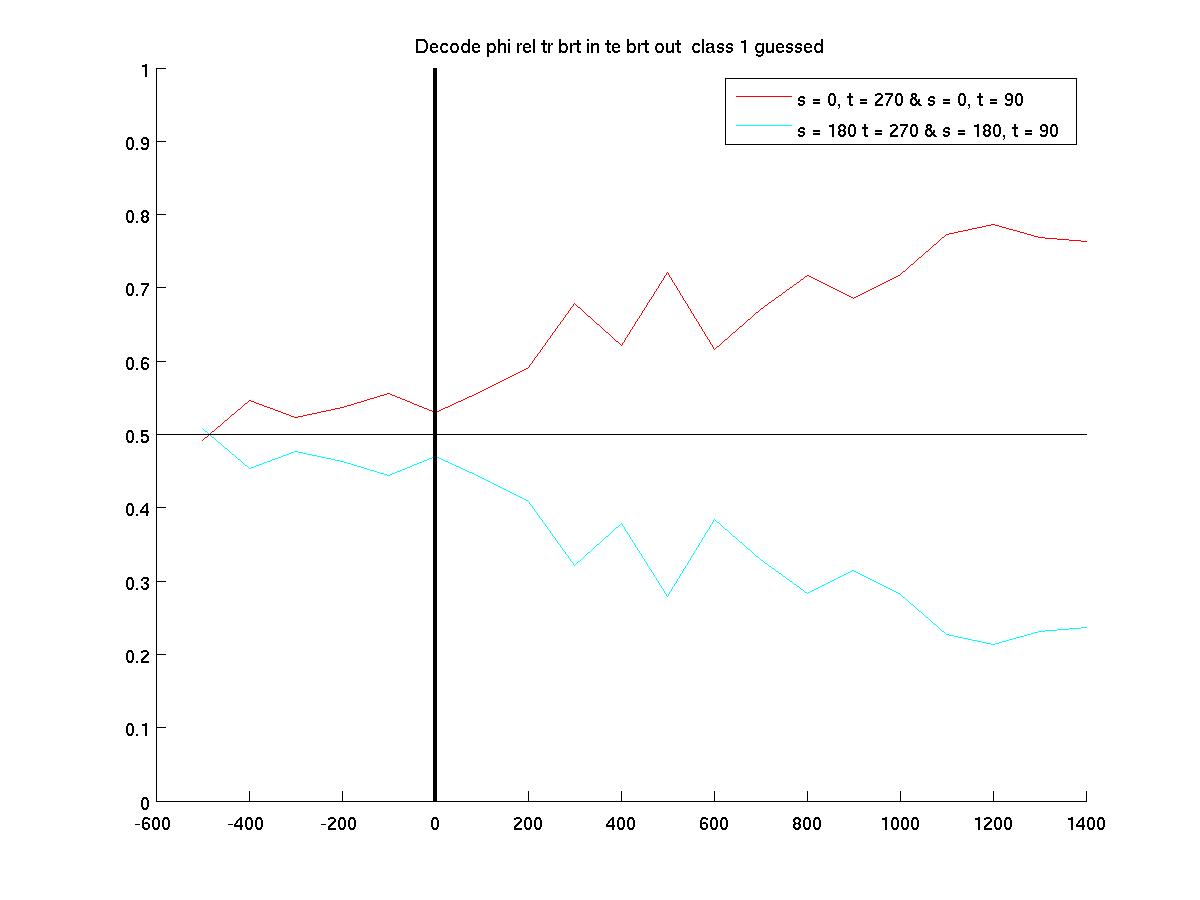 Decode phi rel tr brt in te brt out  class 1 guessed
s = 0, t = 270 & s = 0, t = 90
s = 180 t = 270 & s = 180, t = 90
1
0.9
0.8
0.7
0.6
0.5
0.4
0.3
0.2
0.1
0
-600 -400 -200 0 200 400 600 800 1000 1200 1400